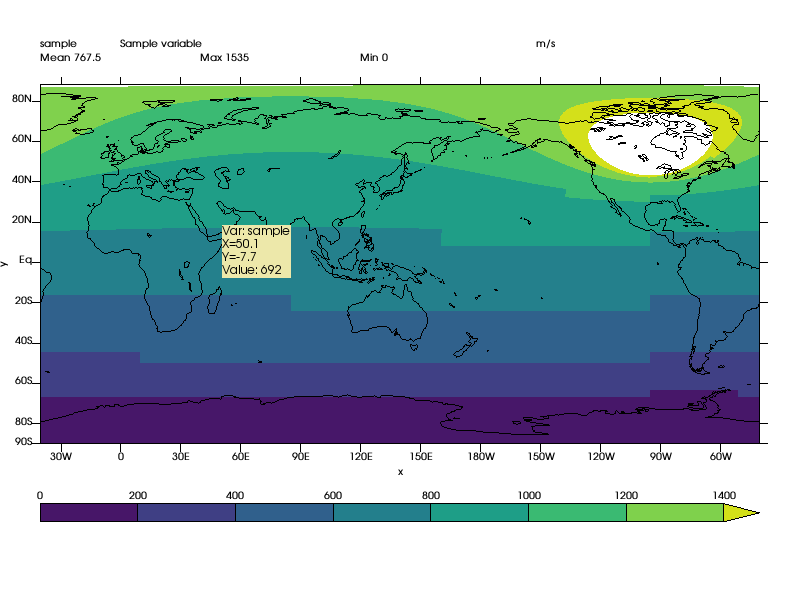 sample Sample variable m/s
Mean 767.5 Max 1535 Min 0
80N
60N
40N
20N
Var: sample
X=50.1
Y=-7.7
Value: 692
y
Eq
20S
40S
60S
80S
90S
30W 0 30E 60E 90E 120E 150E 180W 150W 120W 90W 60W
x
0 200 400 600 800 1000 1200 1400